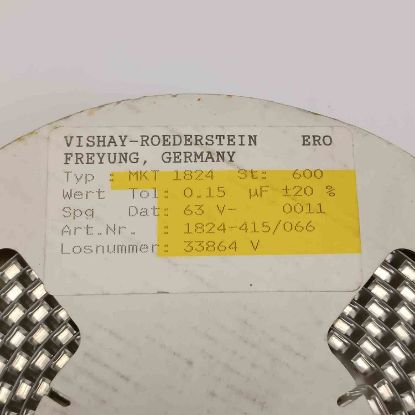 VISHAY-ROEDERSTEIN ERO
FREYUNG, GERMANY
Typ : MKT 1824 St: 600
Wert Tol: 0.15 µF ±20 %
Spg Dat: 63 V- 0011
Art.Nr. : 1824-415/066
Losnummer: 33864 V